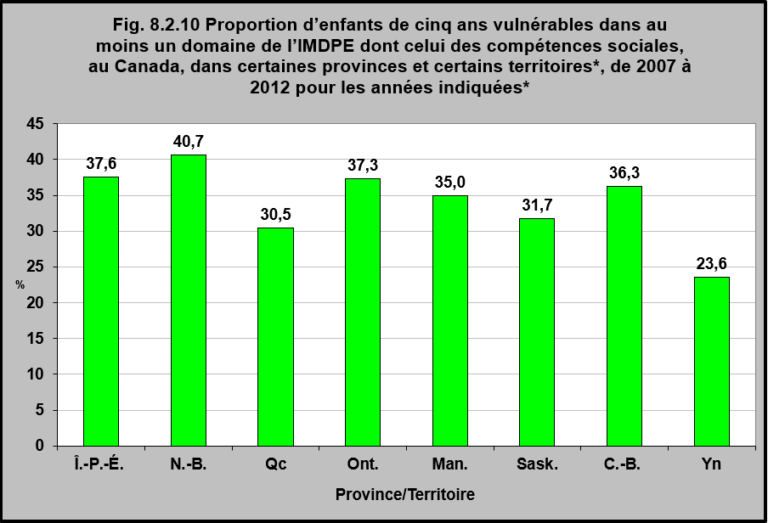 Fig. 8.2.10 Proportion d’enfants de cinq ans vulnérables dans au
moins un domaine de l’IMDPE dont celui des compétences sociales,
au Canada, dans certaines provinces et certains territoires*, de 2007 à
2012 pour les années indiquées*
45
40
35
30
25
20
15
10
5
0
%
37,6
40,7
30,5
37,3
35,0
31,7
36,3
23,6
Î.-P.-É.
N.-B.
Qc
Ont.
Man.
Sask.
C.-B.
Yn
Province/Territoire